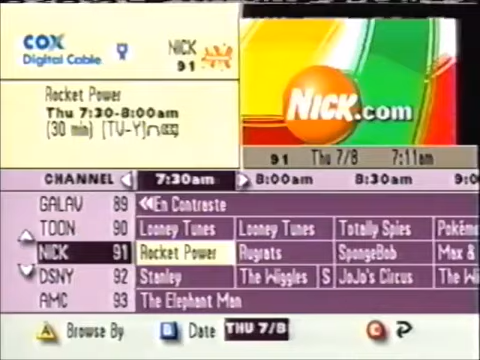 COX
Digital Cable
NICK
91
Rocket Power
Thu 7:30-8:00am
(30 min) (TV-Y)
NICK.com
91 Thu 7/8 7:11am
CHANNEL 7:30am 8:00am 8:30am 9:0
GALAV 89 En Contraste
TOON 90 Looney Tunes Looney Tunes Totally Spies Pokém
NICK 91 Rocket Power Rugrats SpongeBob Max &
DSNY 92 Stanley The Wiggles S JoJo's Circus The Wi
AMC 93 The Elephant Man
A Browse By B Date THU 7/8 C